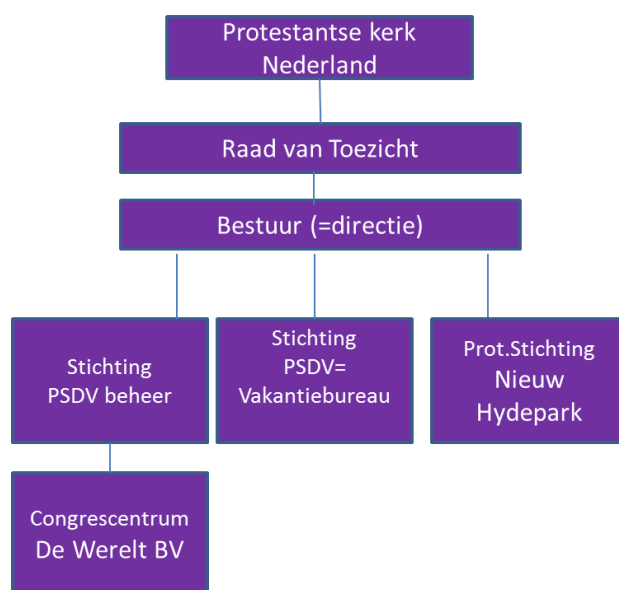 Protestantse kerk
Nederland
Raad van Toezicht
Bestuur (=directie)
Stichting
PSDV beheer
Stichting
PSDV=
Vakantiebureau
Prot.Stichting
Nieuw
Hydepark
Congrescentrum
De Werelt BV